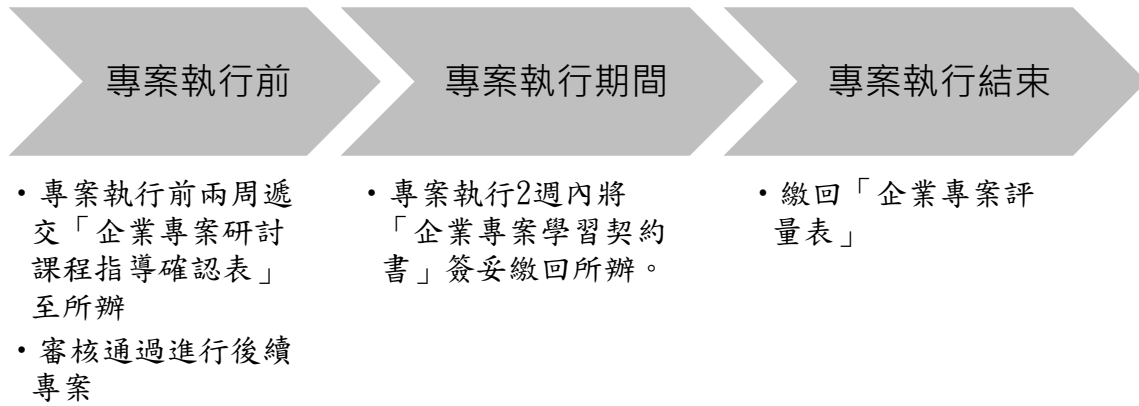 專案執行前
專案執行期間
專案執行結束
・專案執行前兩周遞
交「企業專案研討
課程指導確認表」
至所辦
・審核通過進行後續
專案
・專案執行2週內將
「企業專案學習契約
書」簽妥繳回所辦。
・繳回「企業專案評
量表」